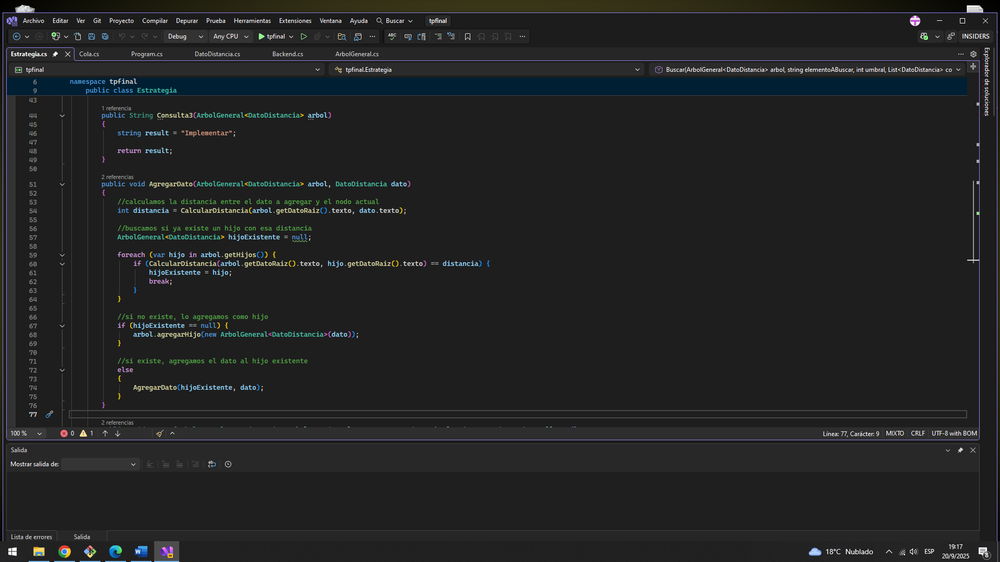 Archivo Editar Ver Git Proyecto Compilar Depurar Prueba Herramientas Extensiones Ventana Ayuda Buscar tpfinal
Debug Any CPU tpfinal INSIDERS
Estrategia.cs Cola.cs Program.cs DatoDistancia.cs Backend.cs ArbolGeneral.cs
tpfinal tpfinal.Estrategia Buscar(ArbolGeneral<DatoDistancia> arbol, string elementoABuscar, int umbral, List<DatoDistancia> co
Explorador de soluciones
6 namespace tpfinal
9 public class Estrategia
43
1 referencia
44 public String Consulta3(ArbolGeneral<DatoDistancia> arbol)
45 {
46 string result = "Implementar";
47
48 return result;
49 }
50
2 referencias
51 public void AgregarDato(ArbolGeneral<DatoDistancia> arbol, DatoDistancia dato)
52 {
53 //calculamos la distancia entre el dato a agregar y el nodo actual
54 int distancia = CalcularDistancia(arbol.getDatoRaiz().texto, dato.texto);
55
56 //buscamos si ya existe un hijo con esa distancia
57 ArbolGeneral<DatoDistancia> hijoExistente = null;
58
59 foreach (var hijo in arbol.getHijos()) {
60 if (CalcularDistancia(arbol.getDatoRaiz().texto, hijo.getDatoRaiz().texto) == distancia) {
61 hijoExistente = hijo;
62 break;
63 }
64 }
65
66 //si no existe, lo agregamos como hijo
67 if (hijoExistente == null) {
68 arbol.agregarHijo(new ArbolGeneral<DatoDistancia>(dato));
69 }
70
71 //si existe, agregamos el dato al hijo existente
72 else
73 {
74 AgregarDato(hijoExistente, dato);
75 }
76 }
77
2 referencias
100 % 0 1 Línea: 77, Carácter: 9 MIXTO CRLF UTF-8 with BOM
Salida
Mostrar salida de:
Lista de errores Salida
18°C Nublado ESP 19:17
20/9/2025 8